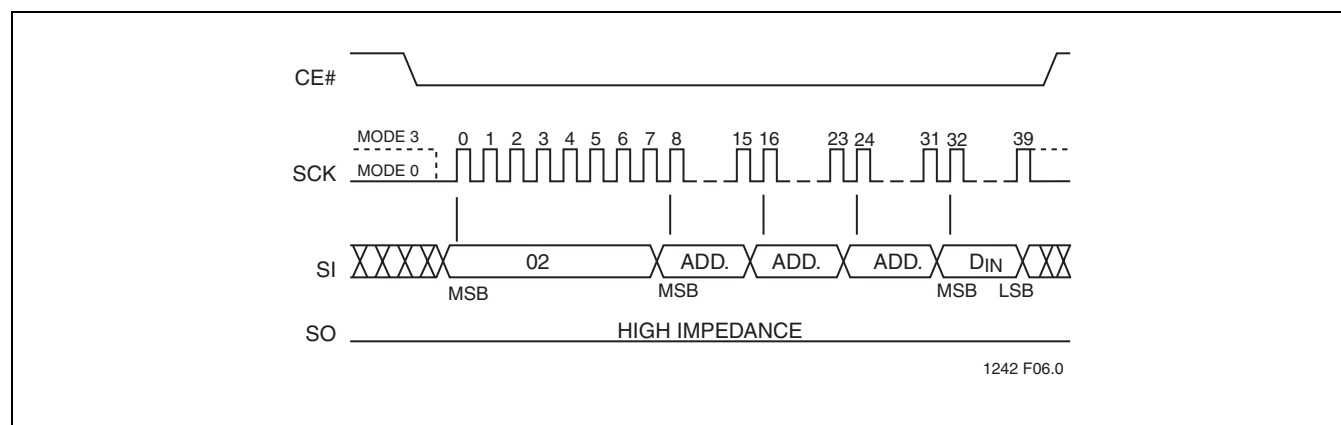 CE#
MODE 3
0 1 2 3 4 5 6 7 8 15 16 23 24 31 32 39
SCK
MODE 0
SI
02 ADD. ADD. ADD. DIN
MSB MSB MSB LSB
SO
HIGH IMPEDANCE
1242 F06.0